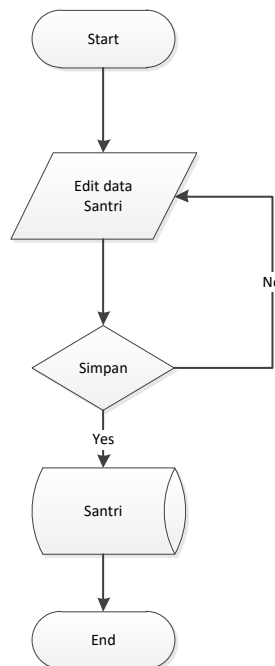 Start
Edit data
Santri
No
Simpan
Yes
Santri
End